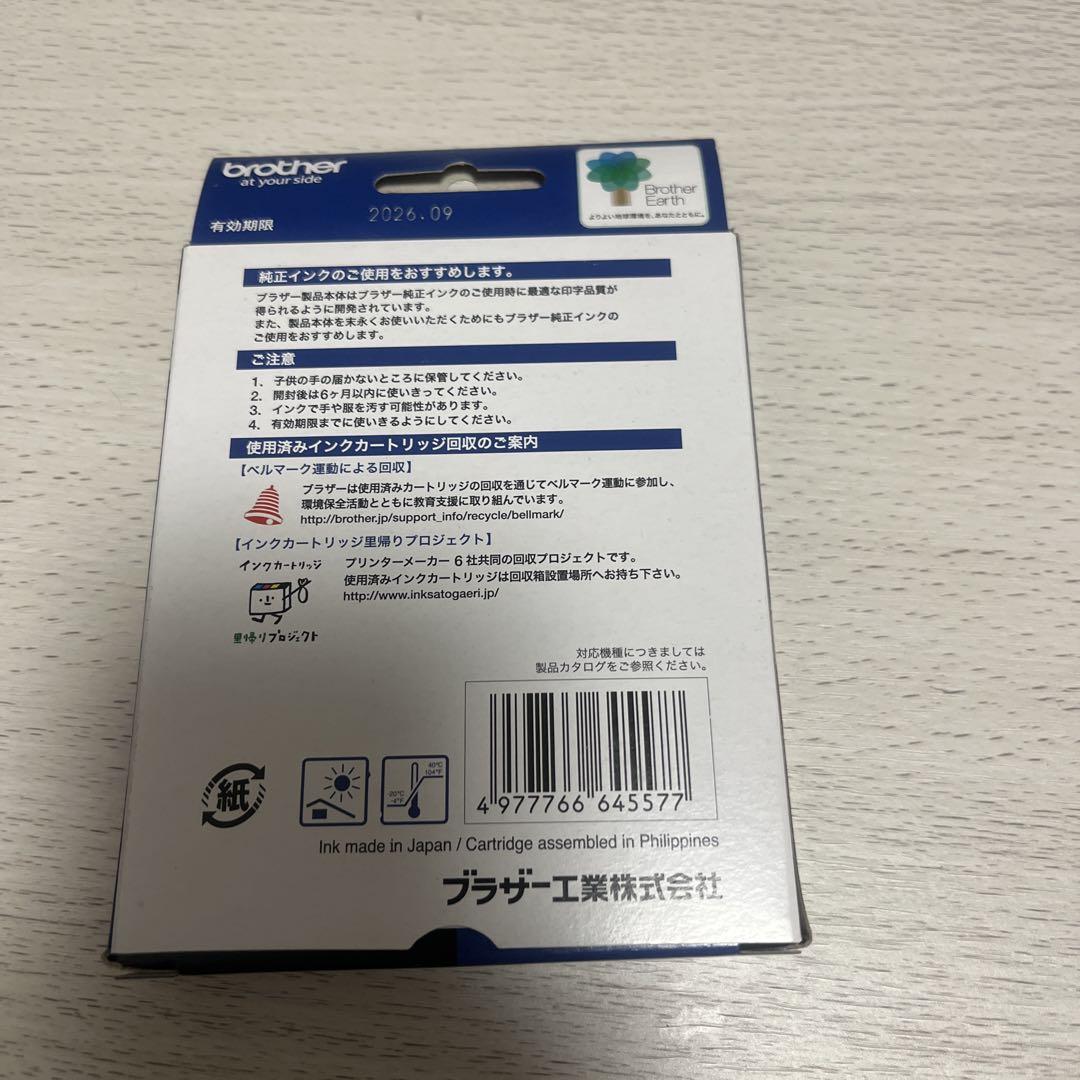 brother
at your side
2026.09
有効期限
Brother
Earth
よりよい地球環境を、あなたとともに。
純正インクのご使用をおすすめします。
ブラザー製品本体はブラザー純正インクのご使用時に最適な印字品質が
得られるように開発されています。
また、製品本体を末永くお使いいただくためにもブラザー純正インクの
ご使用をおすすめします。
ご注意
1. 子供の手の届かないところに保管してください。
2. 開封後は6ヶ月以内に使いきってください。
3. インクで手や服を汚す可能性があります。
4. 有効期限までに使いきるようにしてください。
使用済みインクカートリッジ回収のご案内
【ベルマーク運動による回収】
ブラザーは使用済みカートリッジの回収を通じてベルマーク運動に参加し、
環境保全活動とともに教育支援に取り組んでいます。
http://brother.jp/support_info/recycle/bellmark/
【インクカートリッジ里帰りプロジェクト】
インクカートリッジ
里帰りプロジェクト
プリンターメーカー 6 社共同の回収プロジェクトです。
使用済みインクカートリッジは回収箱設置場所へお持ち下さい。
http://www.inksatogaeri.jp/
対応機種につきましては
製品カタログをご参照ください。
紙
-20°C
-4°F
40°C
104°F
4 977766 645577
Ink made in Japan / Cartridge assembled in Philippines
ブラザー工業株式会社